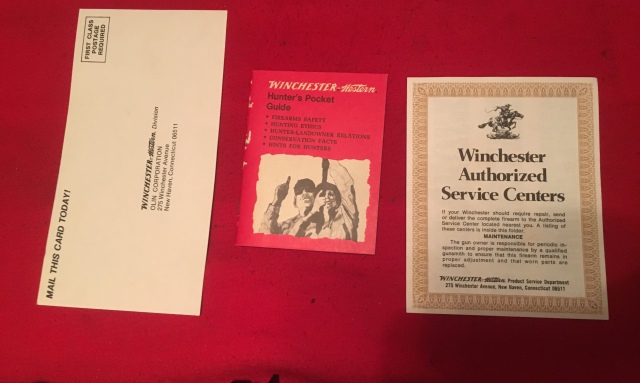 FIRST CLASS
POSTAGE
REQUIRED
WINCHESTER-Western Division
OLIN CORPORATION
275 Winchester Avenue
New Haven, Connecticut 06511
MAIL THIS CARD TODAY!
WINCHESTER-Western
Hunter's Pocket
Guide
• FIREARMS SAFETY
• HUNTING ETHICS
• HUNTER-LANDOWNER RELATIONS
• CONSERVATION FACTS
• HINTS FOR HUNTERS
Winchester
Authorized
Service Centers
If your Winchester should require repair, send
or deliver the complete firearm to the Authorized
Service Center located nearest you. A listing of
these centers is inside this folder.
MAINTENANCE
The gun owner is responsible for periodic in-
spection and proper maintenance by a qualified
gunsmith to ensure that this firearm remains in
proper adjustment and that worn parts are
replaced.
WINCHESTER-Western Product Service Department
275 Winchester Avenue, New Haven, Connecticut 06511